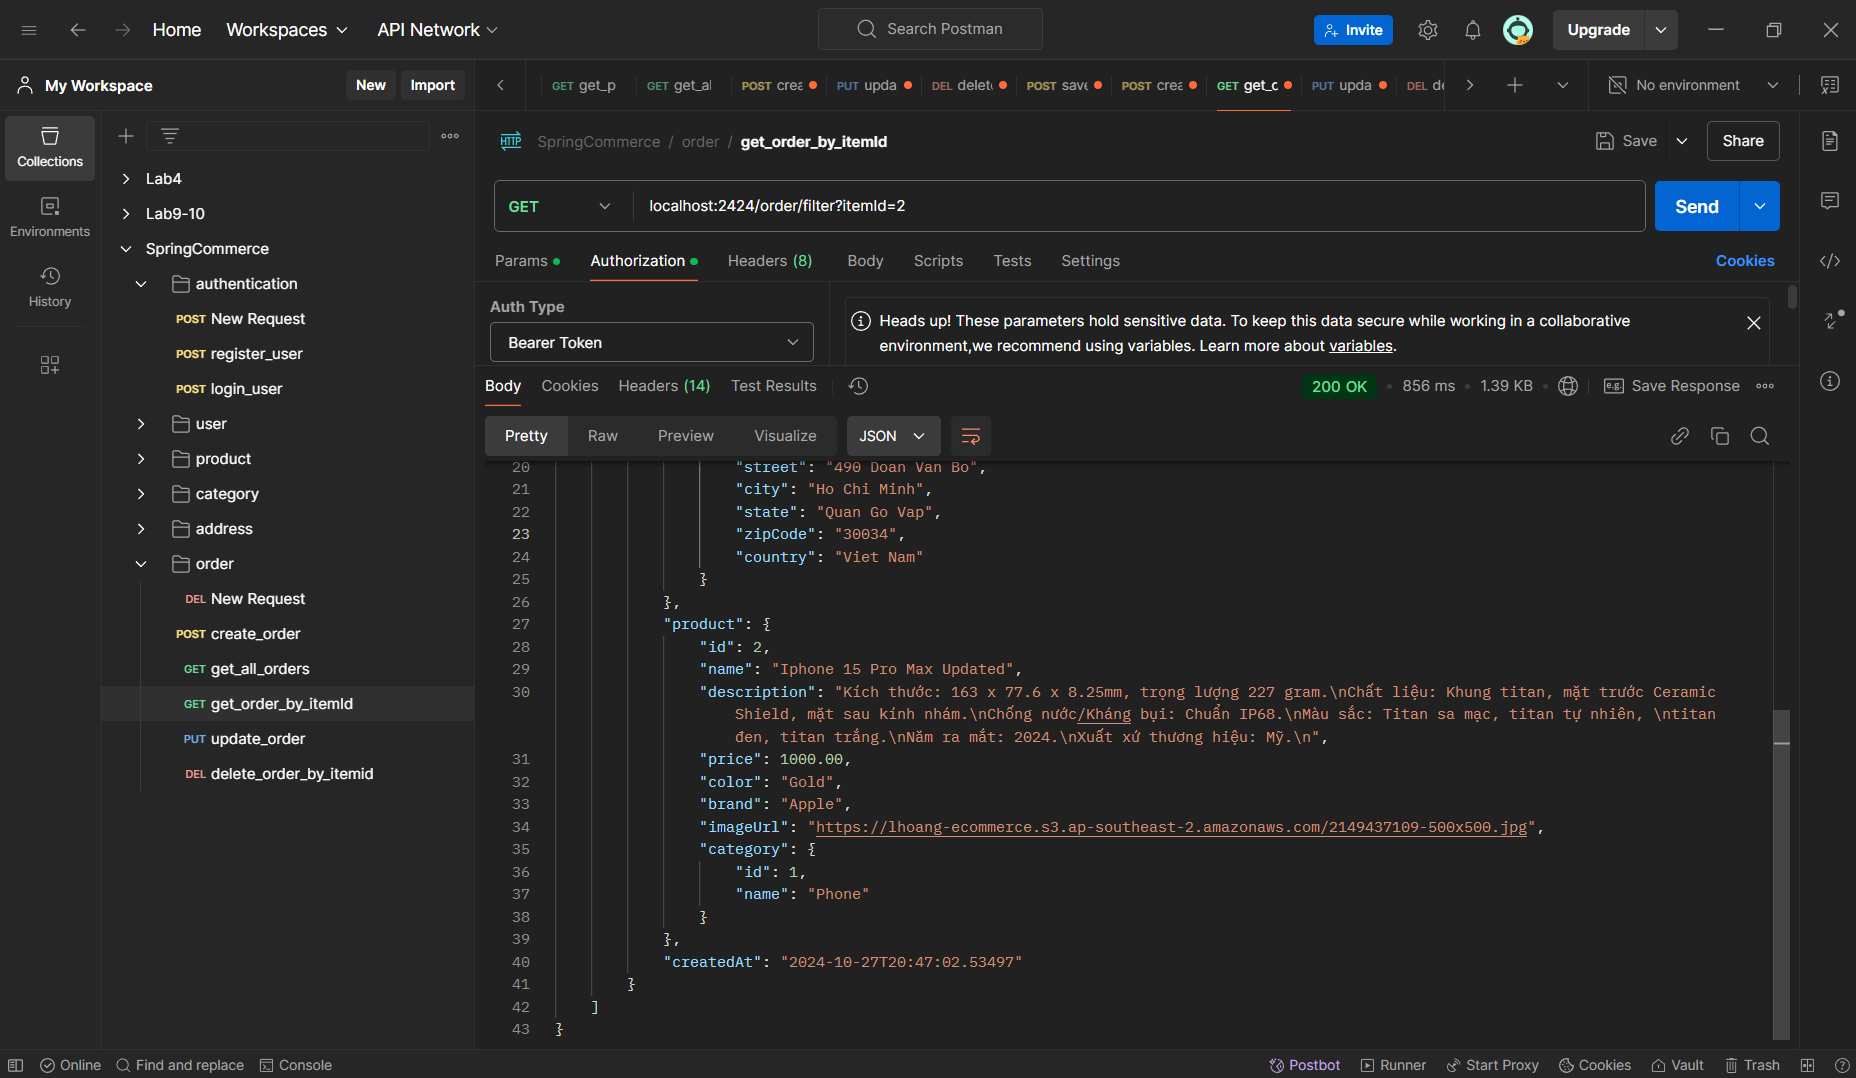 Home Workspaces API Network Search Postman Invite Upgrade
My Workspace New Import GET get_p GET get_al POST crea PUT upda DEL delet POST save POST crea GET get_o PUT upda DEL de No environment
Collections
Environments
History
Lab4
Lab9-10
SpringCommerce
authentication
POST New Request
POST register_user
POST login_user
user
product
category
address
order
DEL New Request
POST create_order
GET get_all_orders
GET get_order_by_itemId
PUT update_order
DEL delete_order_by_itemid
HTTP SpringCommerce / order / get_order_by_itemId Save Share
GET localhost:2424/order/filter?itemId=2 Send
Params Authorization Headers (8) Body Scripts Tests Settings Cookies
Auth Type
Bearer Token
Heads up! These parameters hold sensitive data. To keep this data secure while working in a collaborative
environment,we recommend using variables. Learn more about variables.
Body Cookies Headers (14) Test Results 200 OK 856 ms 1.39 KB e.g. Save Response
Pretty Raw Preview Visualize JSON
20 "street": "490 Doan Van Bo",
21 "city": "Ho Chi Minh",
22 "state": "Quan Go Vap",
23 "zipCode": "30034",
24 "country": "Viet Nam"
25 }
26 },
27 "product": {
28 "id": 2,
29 "name": "Iphone 15 Pro Max Updated",
30 "description": "Kích thước: 163 x 77.6 x 8.25mm, trọng lượng 227 gram.\nChất liệu: Khung titan, mặt trước Ceramic
Shield, mặt sau kính nhám.\nChống nước/Kháng bụi: Chuẩn IP68.\nMàu sắc: Titan sa mạc, titan tự nhiên, \ntitan
đen, titan trắng.\nNăm ra mắt: 2024.\nXuất xứ thương hiệu: Mỹ.\n",
31 "price": 1000.00,
32 "color": "Gold",
33 "brand": "Apple",
34 "imageUrl": "https://lhoang-ecommerce.s3.ap-southeast-2.amazonaws.com/2149437109-500x500.jpg",
35 "category": {
36 "id": 1,
37 "name": "Phone"
38 }
39 },
40 "createdAt": "2024-10-27T20:47:02.53497"
41 }
42 ]
43 }
Online Find and replace Console Postbot Runner Start Proxy Cookies Vault Trash